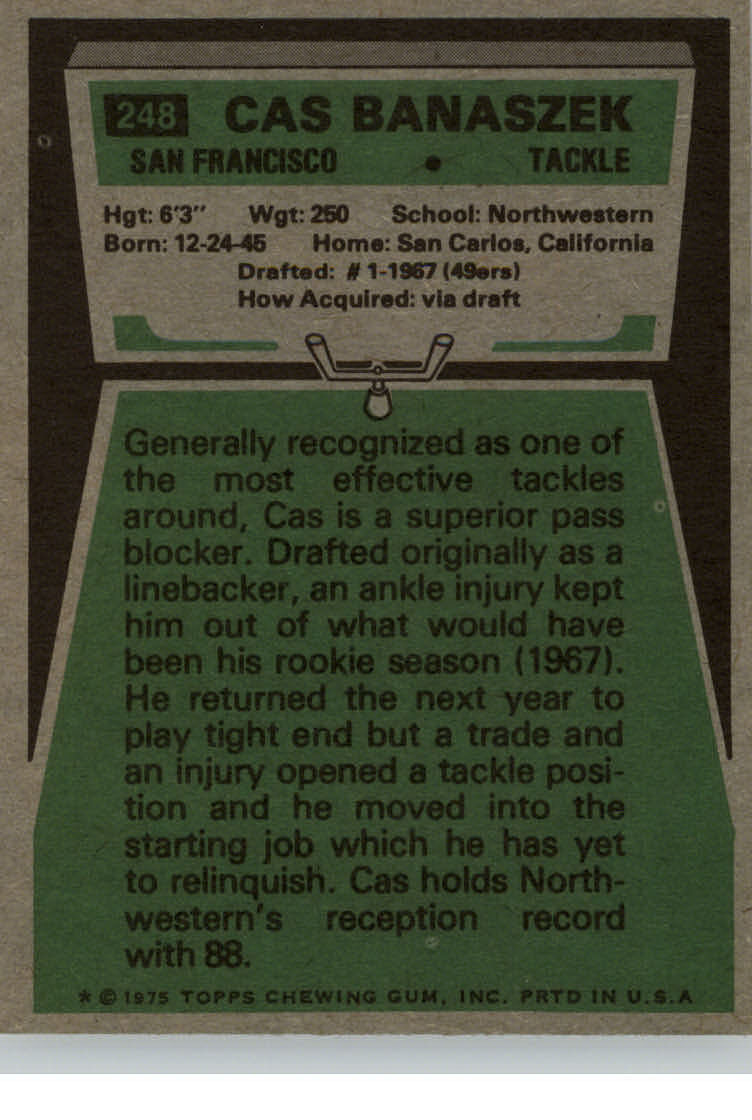 248 CAS BANASZEK
SAN FRANCISCO • TACKLE
Hgt: 6'3" Wgt: 250 School: Northwestern
Born: 12-24-45 Home: San Carlos, California
Drafted: #1-1967 (49ers)
How Acquired: via draft
Generally recognized as one of
the most effective tackles
around, Cas is a superior pass
blocker. Drafted originally as a
linebacker, an ankle injury kept
him out of what would have
been his rookie season (1967).
He returned the next year to
play tight end but a trade and
an injury opened a tackle posi-
tion and he moved into the
starting job which he has yet
to relinquish. Cas holds North-
western's reception record
with 88.
* © 1975 TOPPS CHEWING GUM, INC. PRTD IN U.S.A